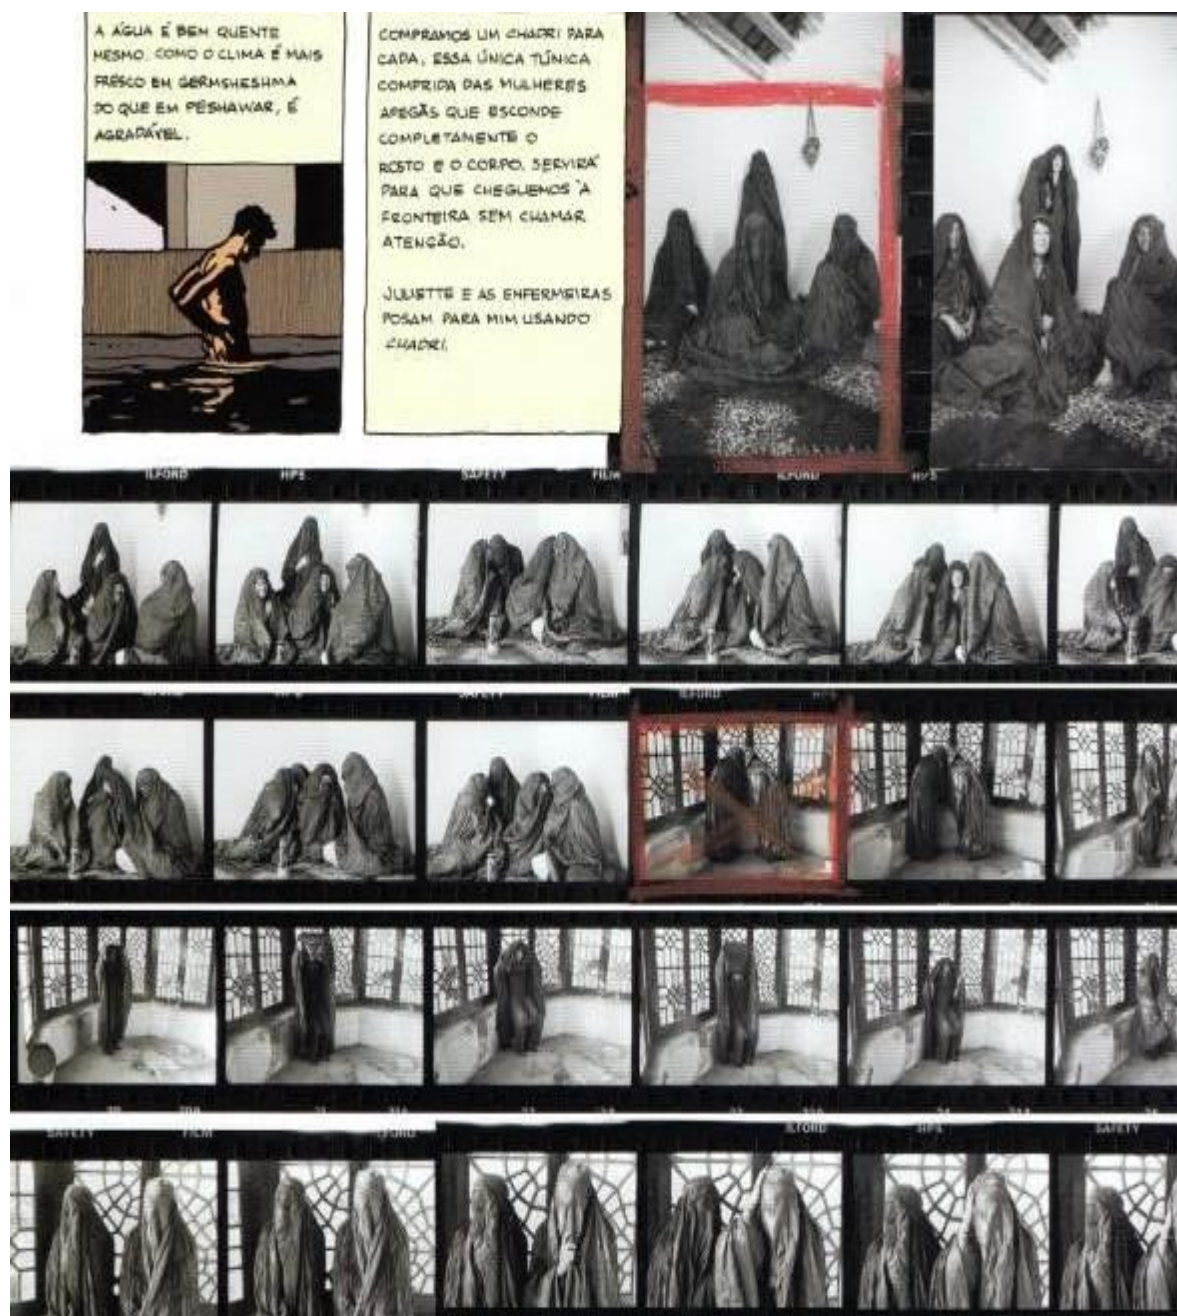 A ÁGUA É BEM QUENTE
MESMO. COMO O CLIMA É MAIS
FRESCO EM GERMSHESHMA
DO QUE EM PESHAWAR, É
AGRADÁVEL.
COMPRAMOS UM CHADRI PARA
CADA, ESSA ÚNICA TÚNICA
COMPRIDA DAS MULHERES
AFEGÃS QUE ESCONDE
COMPLETAMENTE O
ROSTO E O CORPO. SERVIRÁ
PARA QUE CHEGUEMOS À
FRONTEIRA SEM CHAMAR
ATENÇÃO.
JULIETTE E AS ENFERMEIRAS
POSAM PARA MIM USANDO
CHADRI.
ILFORD HP5 SAFETY FILM ILFORD HP5
SAFETY FILM ILFORD HP5
SAFETY FILM ILFORD HP5 SAFETY